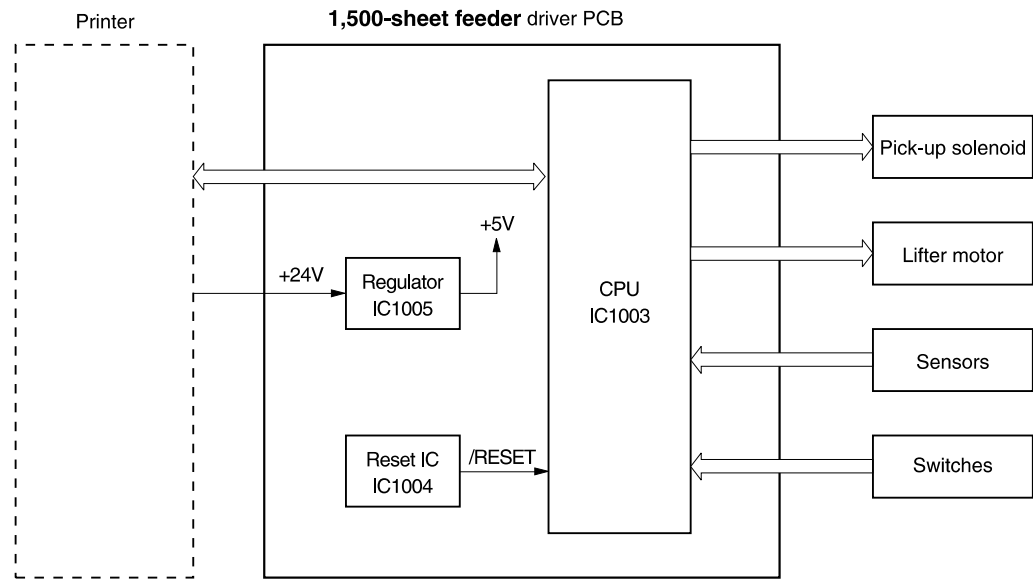 Printer
1,500-sheet feeder driver PCB
Pick-up solenoid
+5V
Lifter motor
+24V
Regulator
IC1005
CPU
IC1003
Sensors
Reset IC
IC1004
/RESET
Switches